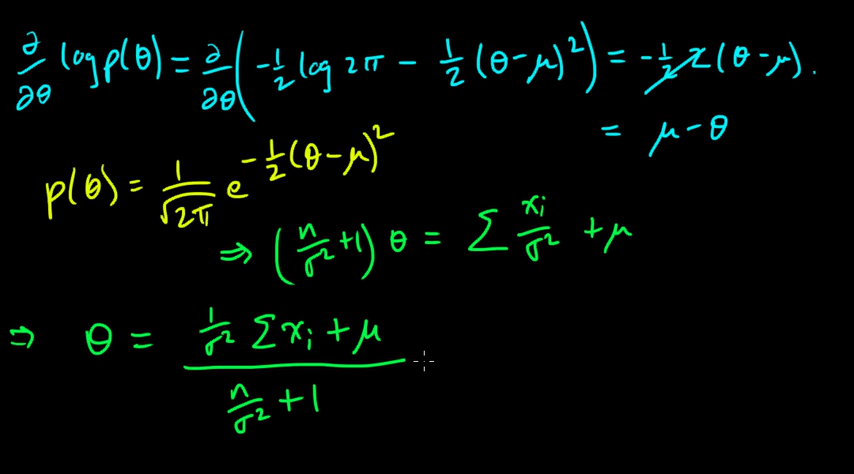 ∂/∂θ log p(θ) = ∂/∂θ (-1/2 log 2π - 1/2 (θ-μ)²) = -1/2 2(θ-μ).
= μ-θ
p(θ) = 1/√2π e^{-1/2(θ-μ)²}
⇒ (n/σ² +1) θ = Σ xᵢ/σ² + μ
⇒ θ = (1/σ² Σxᵢ + μ)/(n/σ² + 1)